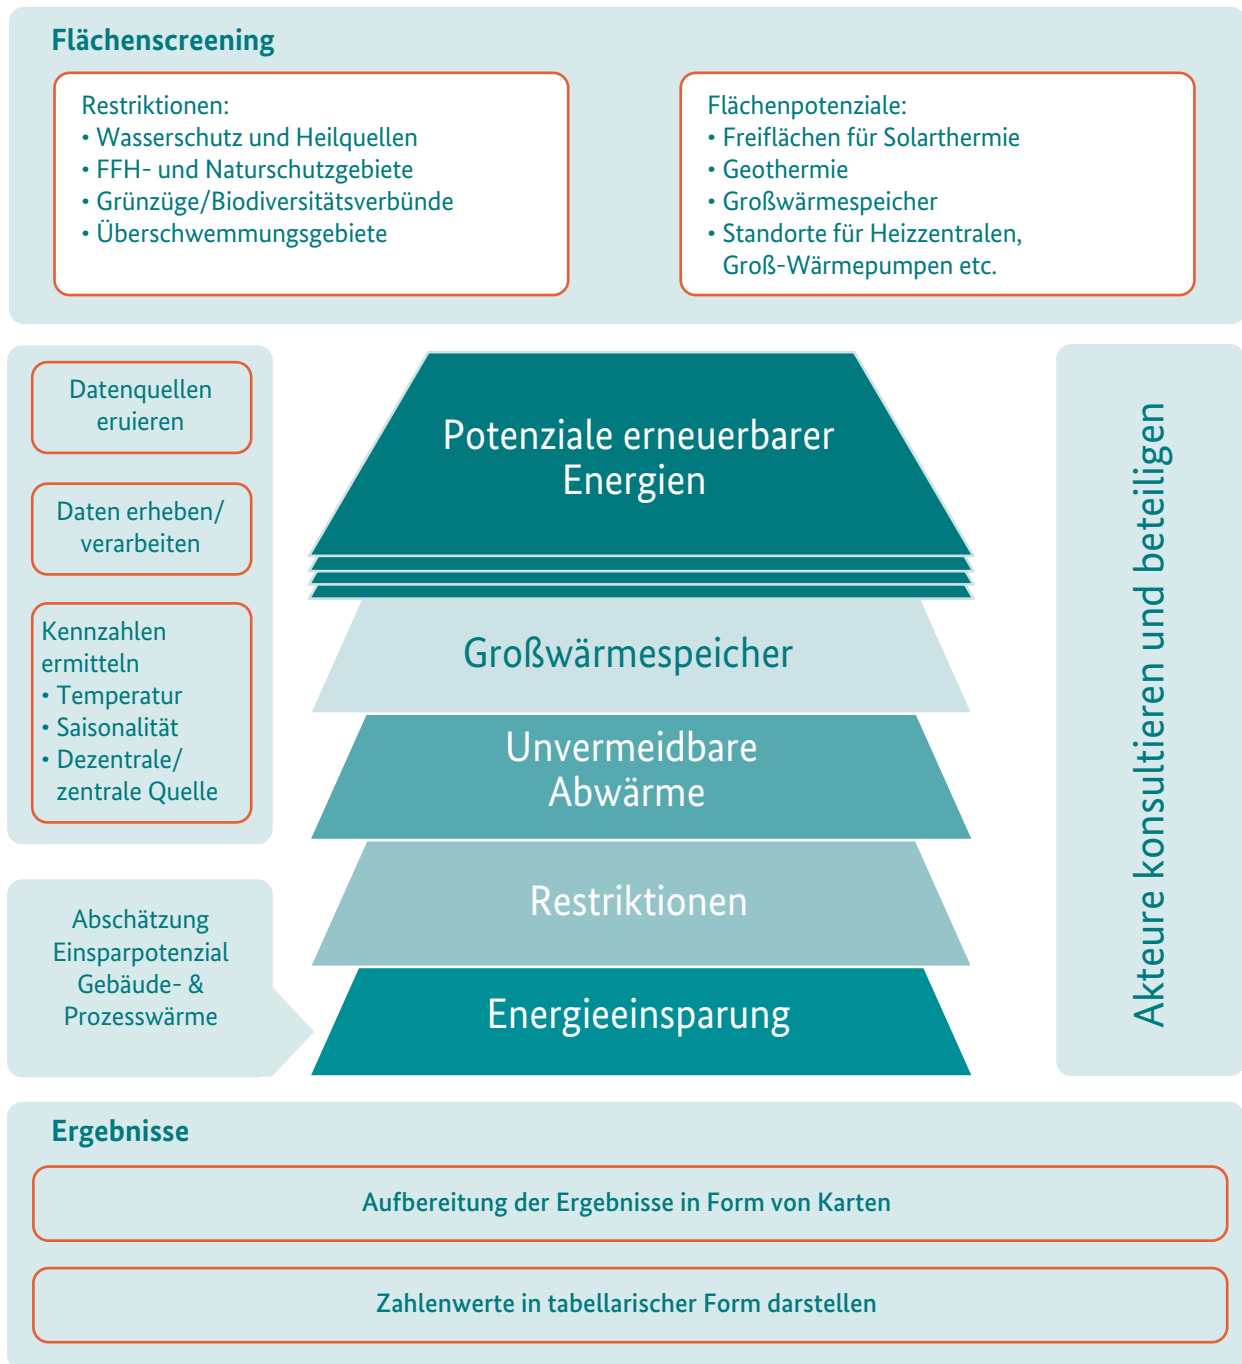 Flächenscreening
Restriktionen:
• Wasserschutz und Heilquellen
• FFH- und Naturschutzgebiete
• Grünzüge/Biodiversitätsverbünde
• Überschwemmungsgebiete
Flächenpotenziale:
• Freiflächen für Solarthermie
• Geothermie
• Großwärmespeicher
• Standorte für Heizzentralen,
Groß-Wärmepumpen etc.
Datenquellen
eruieren
Daten erheben/
verarbeiten
Kennzahlen
ermitteln
• Temperatur
• Saisonalität
• Dezentrale/
zentrale Quelle
Abschätzung
Einsparpotenzial
Gebäude- &
Prozesswärme
Potenziale erneuerbarer
Energien
Großwärmespeicher
Unvermeidbare
Abwärme
Restriktionen
Energieeinsparung
Akteure konsultieren und beteiligen
Ergebnisse
Aufbereitung der Ergebnisse in Form von Karten
Zahlenwerte in tabellarischer Form darstellen